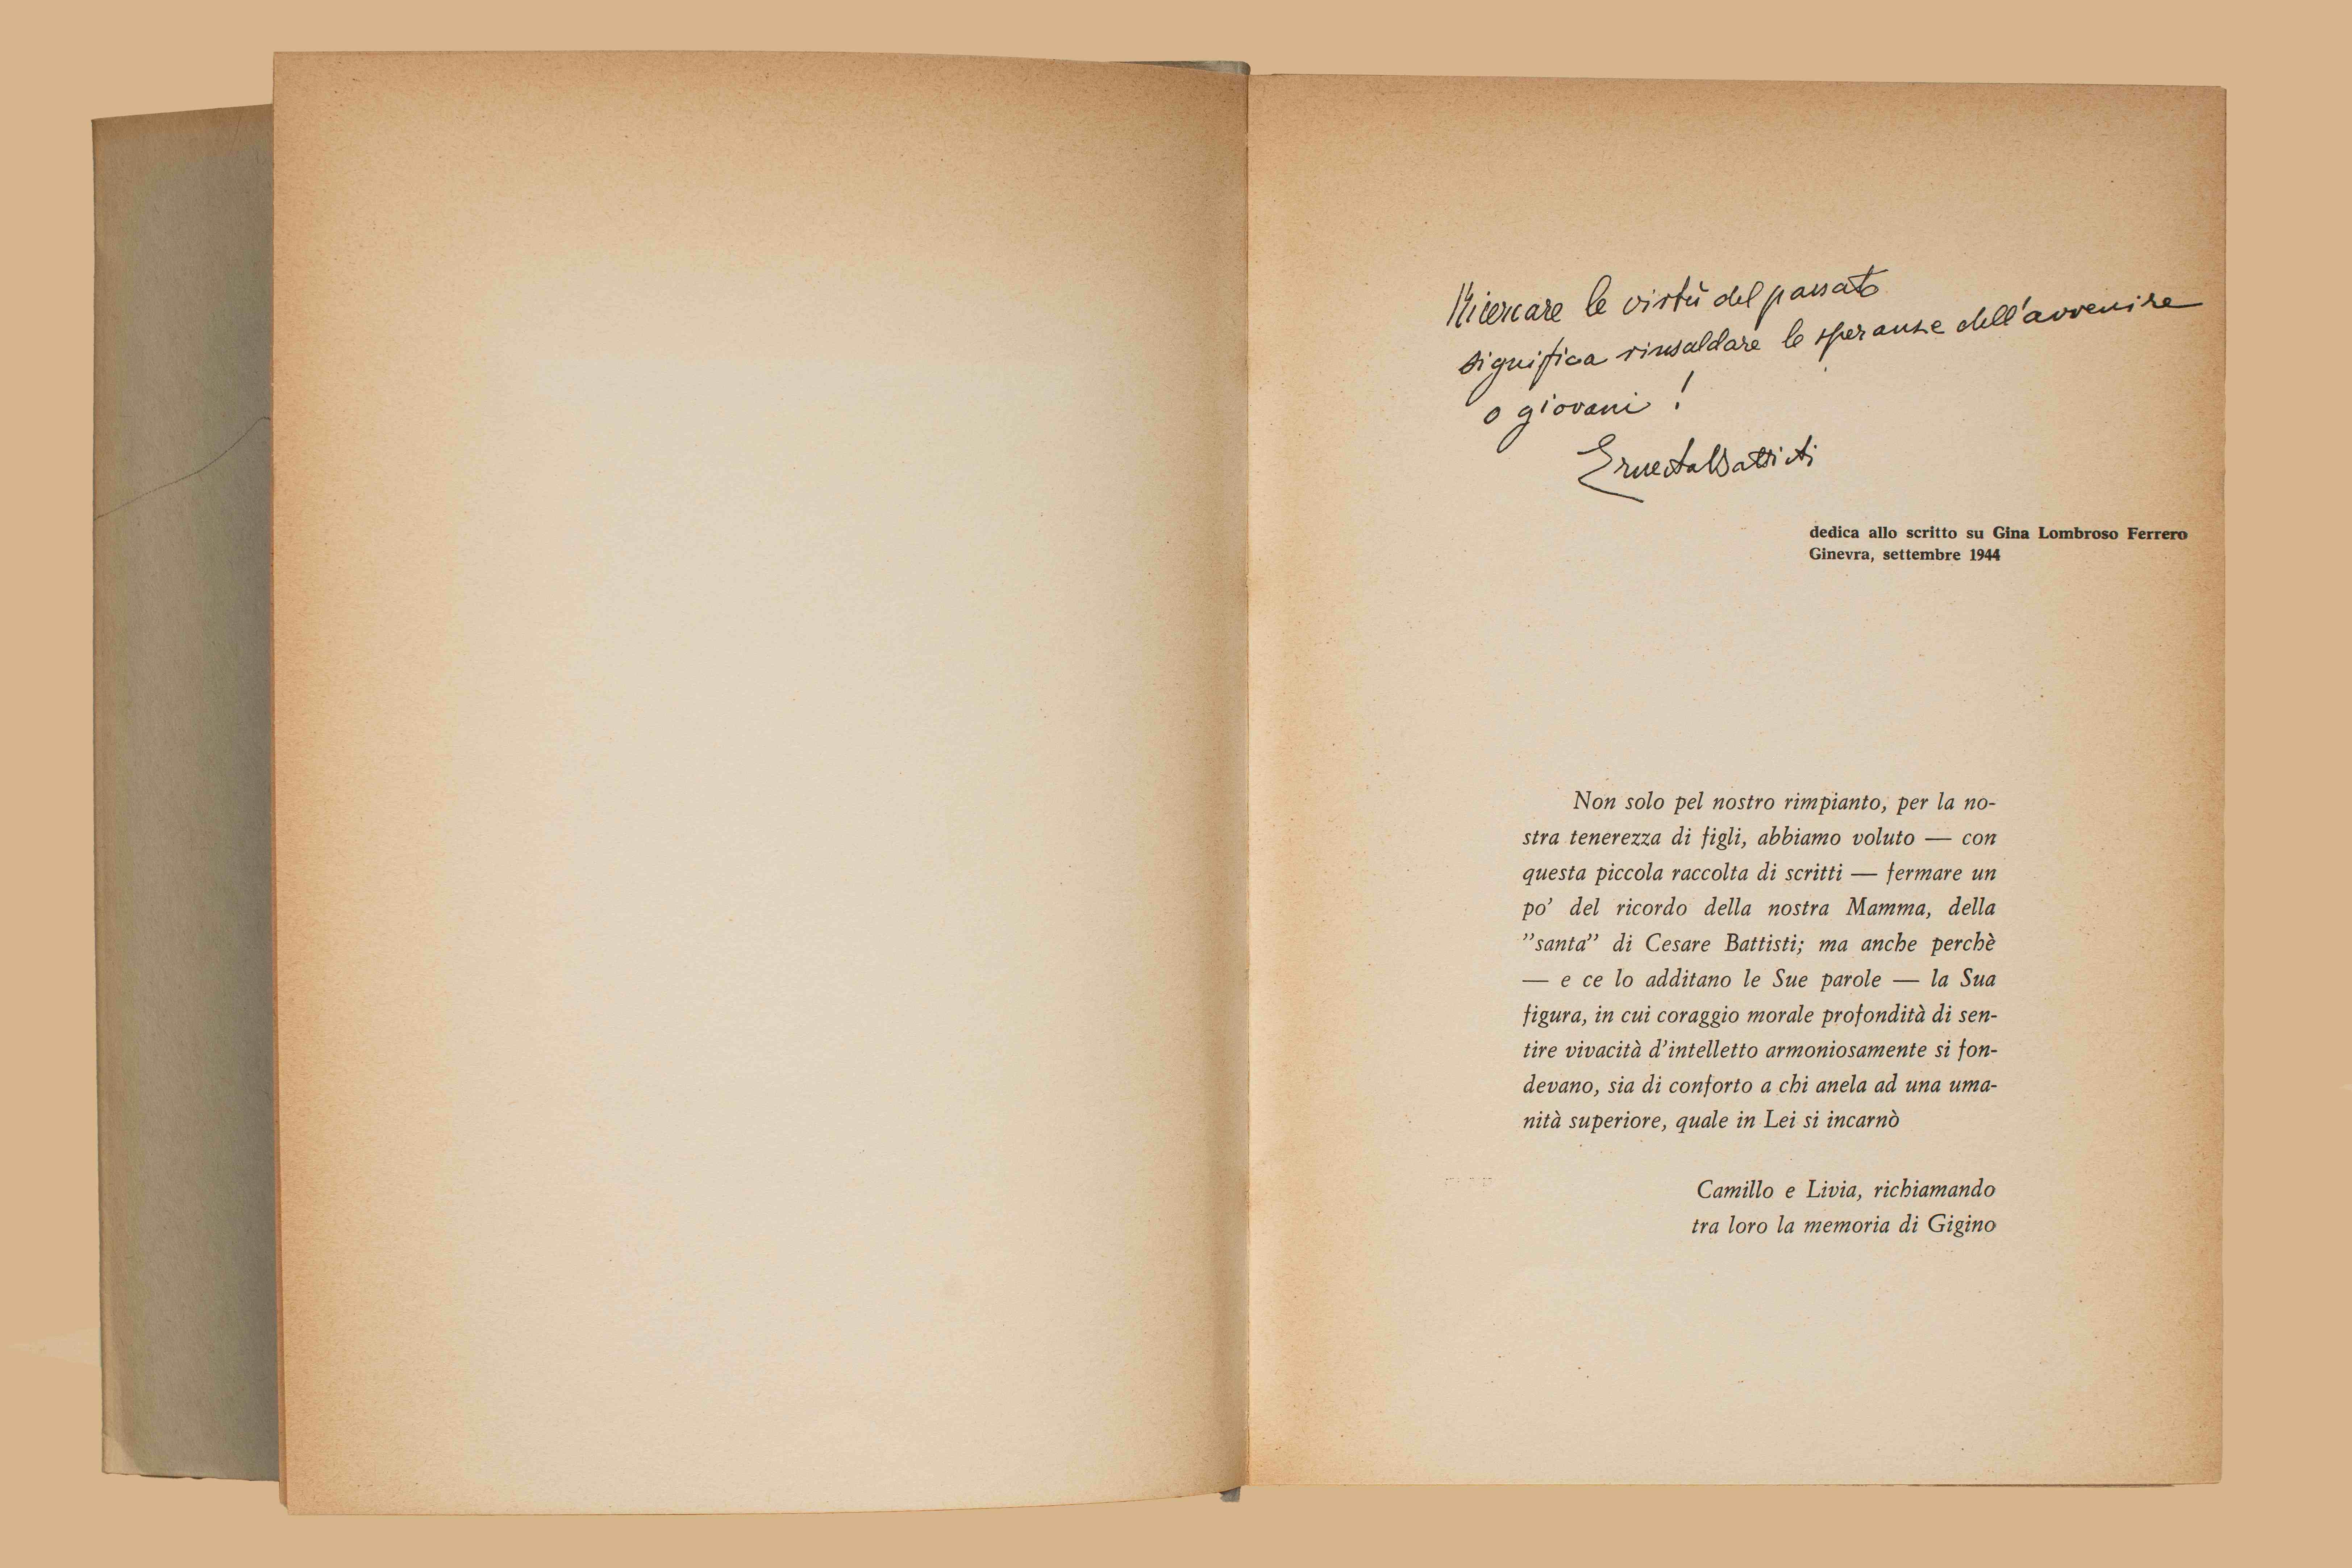 Ricercare le virtù del passato
significa rinsaldare le speranze dell'avvenire
o giovani !
Ernesta Battisti
dedica allo scritto su Gina Lombroso Ferrero
Ginevra, settembre 1944
Non solo pel nostro rimpianto, per la no-
stra tenerezza di figli, abbiamo voluto — con
questa piccola raccolta di scritti — fermare un
po' del ricordo della nostra Mamma, della
”santa” di Cesare Battisti; ma anche perchè
— e ce lo additano le Sue parole — la Sua
figura, in cui coraggio morale profondità di sen-
tire vivacità d'intelletto armoniosamente si fon-
devano, sia di conforto a chi anela ad una uma-
nità superiore, quale in Lei si incarnò
Camillo e Livia, richiamando
tra loro la memoria di Gigino